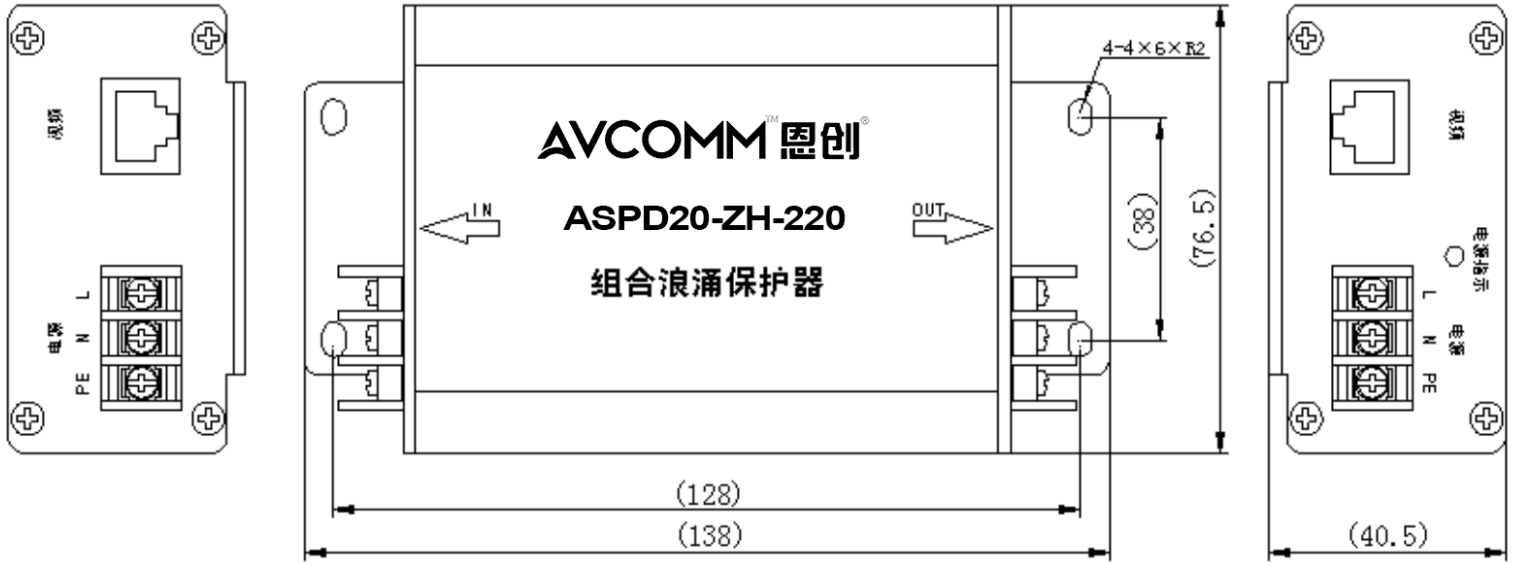 视频
L
N
PE
电源
4-4×6×R2
AVCOMM™恩创®
IN
ASPD20-ZH-220
OUT
组合浪涌保护器
(38)
(76.5)
(128)
(138)
视频
电源指示
L
N
PE
电源
(40.5)